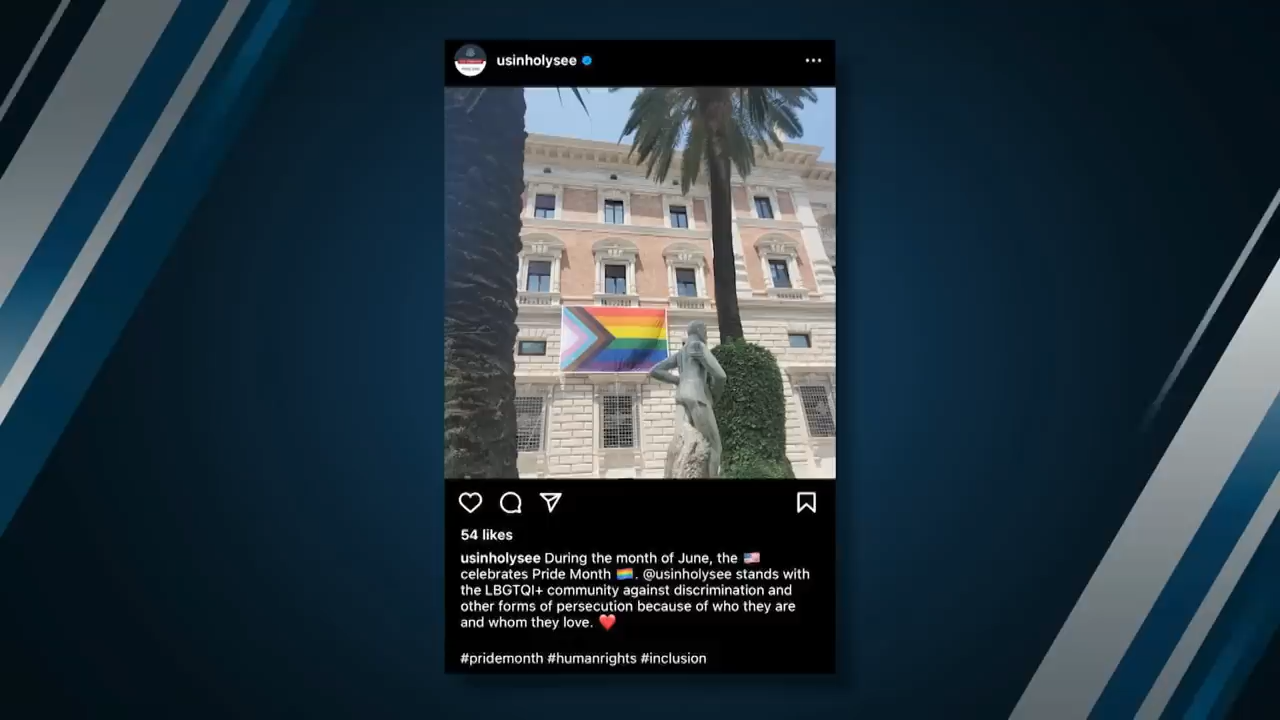 usinholysee
54 likes
usinholysee During the month of June, the 🇺🇸
celebrates Pride Month 🏳️‍🌈. @usinholysee stands with
the LBGTQI+ community against discrimination and
other forms of persecution because of who they are
and whom they love. ❤️
#pridemonth #humanrights #inclusion